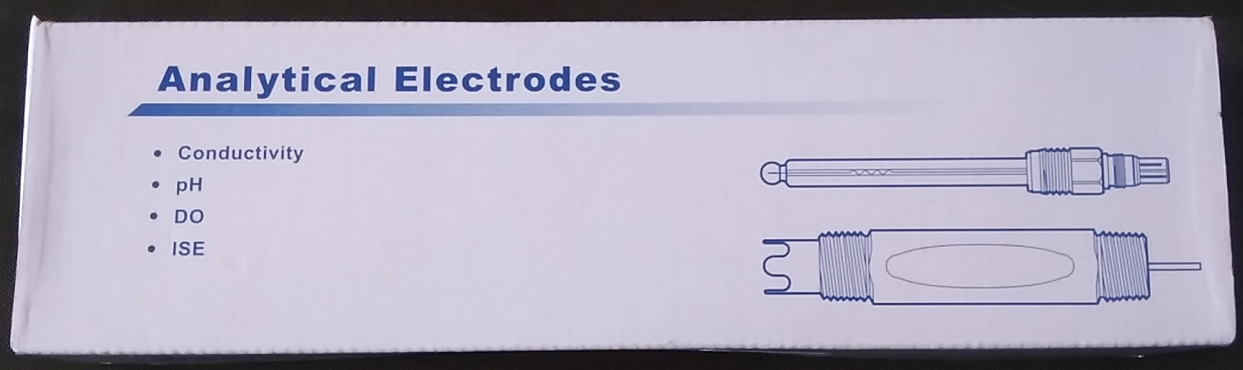 Analytical Electrodes
• Conductivity
• pH
• DO
• ISE